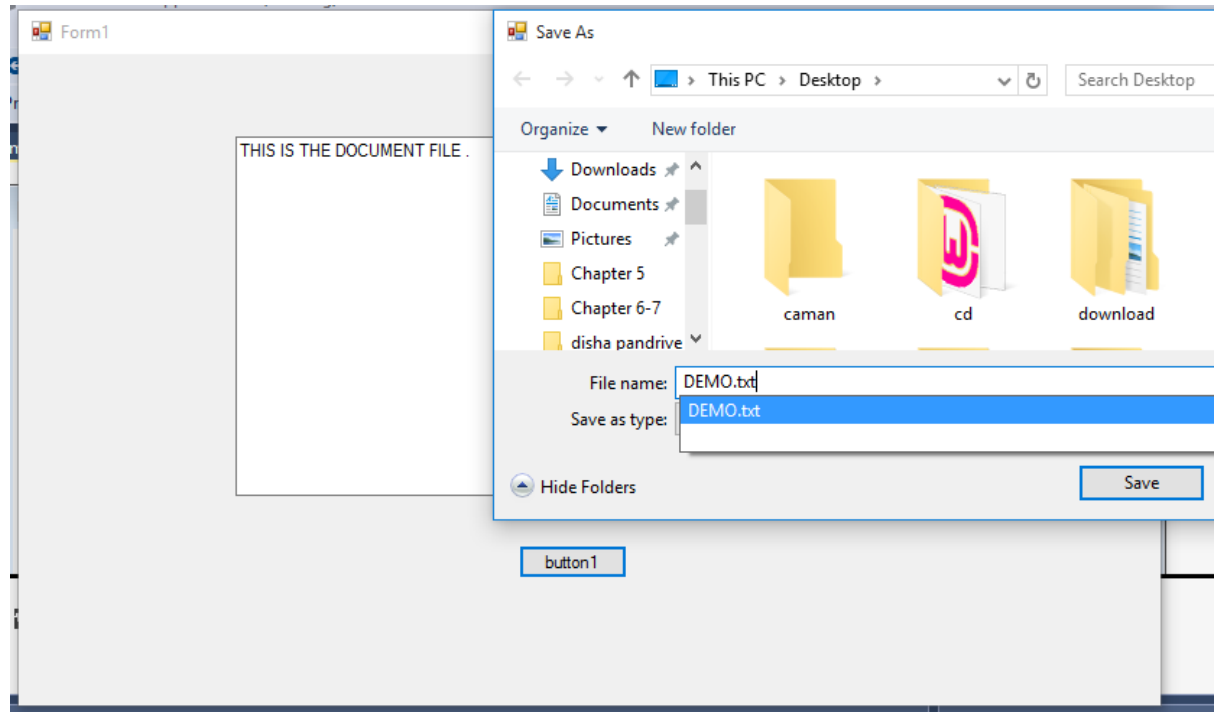 Form1
THIS IS THE DOCUMENT FILE .
button1
Save As
This PC > Desktop >
Search Desktop
Organize
New folder
Downloads
Documents
Pictures
Chapter 5
Chapter 6-7
disha pandrive
caman
cd
download
File name: DEMO.txt
DEMO.txt
Save as type:
Hide Folders
Save